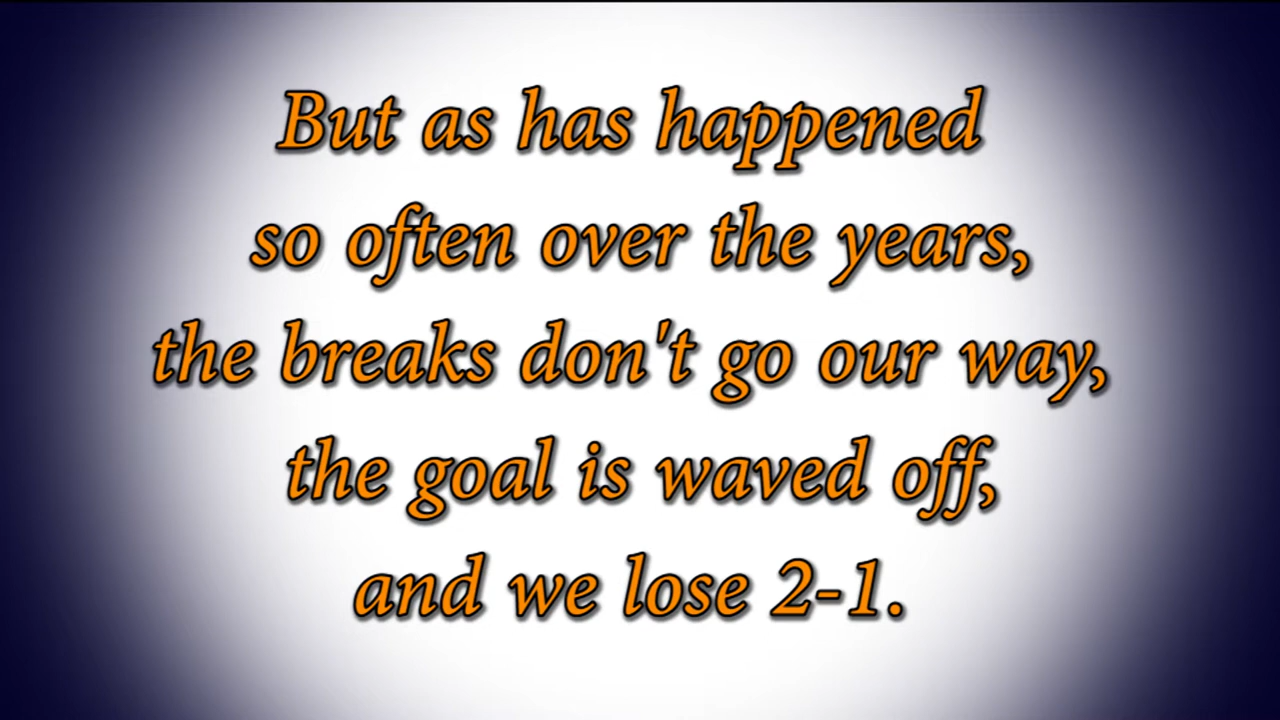 But as has happened
so often over the years,
the breaks don't go our way,
the goal is waved off,
and we lose 2-1.